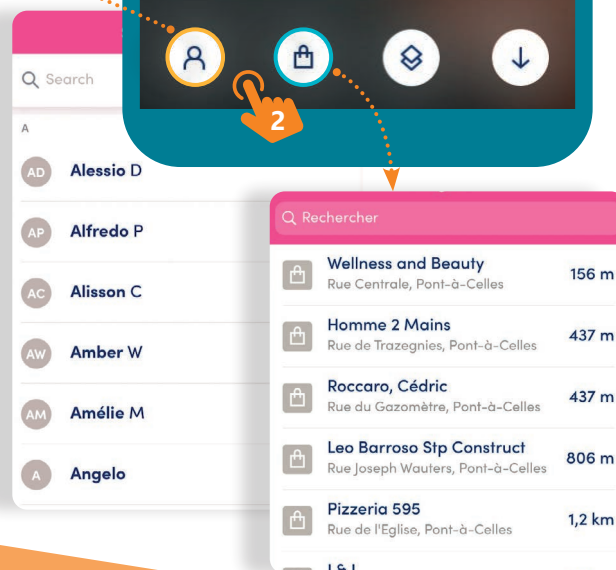 2
Search
A
AD Alessio D
AP Alfredo P
AC Alisson C
AW Amber W
AM Amélie M
A Angelo
Rechercher
Wellness and Beauty 156 m
Rue Centrale, Pont-à-Celles
Homme 2 Mains 437 m
Rue de Trazegnies, Pont-à-Celles
Roccaro, Cédric 437 m
Rue du Gazomètre, Pont-à-Celles
Leo Barroso Stp Construct 806 m
Rue Joseph Wauters, Pont-à-Celles
Pizzeria 595 1,2 km
Rue de l'Eglise, Pont-à-Celles